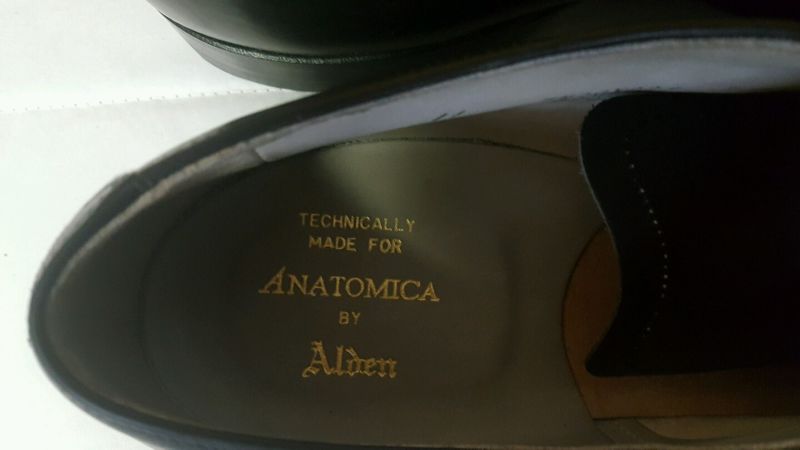 TECHNICALLY
MADE FOR
ANATOMICA
BY
Alden